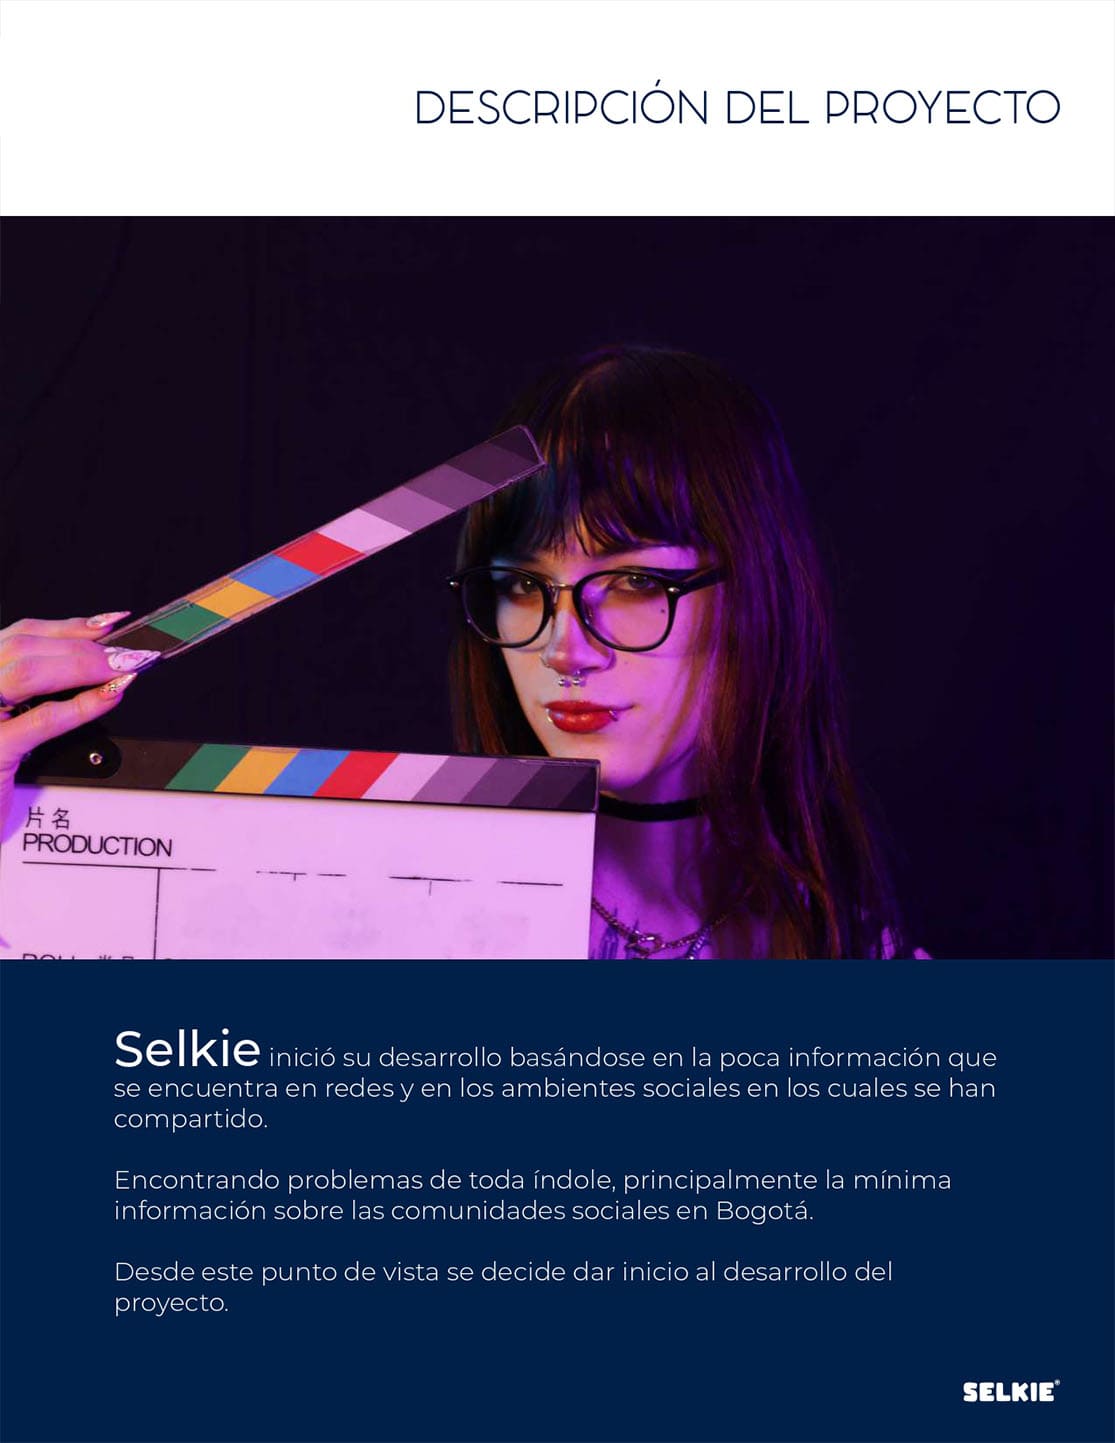 DESCRIPCIÓN DEL PROYECTO
片名
PRODUCTION
Selkie inició su desarrollo basándose en la poca información que
se encuentra en redes y en los ambientes sociales en los cuales se han
compartido.
Encontrando problemas de toda índole, principalmente la mínima
información sobre las comunidades sociales en Bogotá.
Desde este punto de vista se decide dar inicio al desarrollo del
proyecto.
SELKIE®